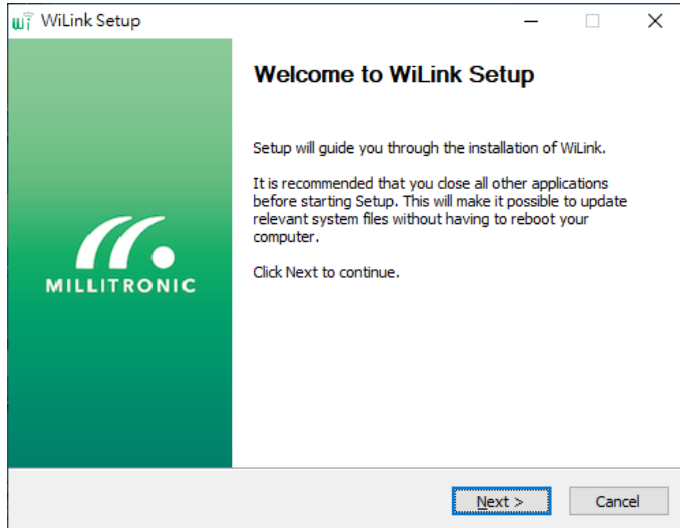 WiLink Setup
Welcome to WiLink Setup
Setup will guide you through the installation of WiLink.
It is recommended that you close all other applications
before starting Setup. This will make it possible to update
relevant system files without having to reboot your
computer.
Click Next to continue.
MILLITRONIC
Next >
Cancel